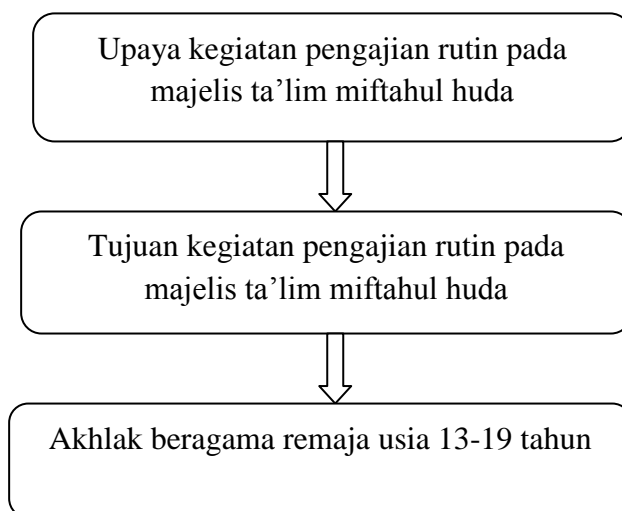 Upaya kegiatan pengajian rutin pada
majelis ta’lim miftahul huda
Tujuan kegiatan pengajian rutin pada
majelis ta’lim miftahul huda
Akhlak beragama remaja usia 13-19 tahun